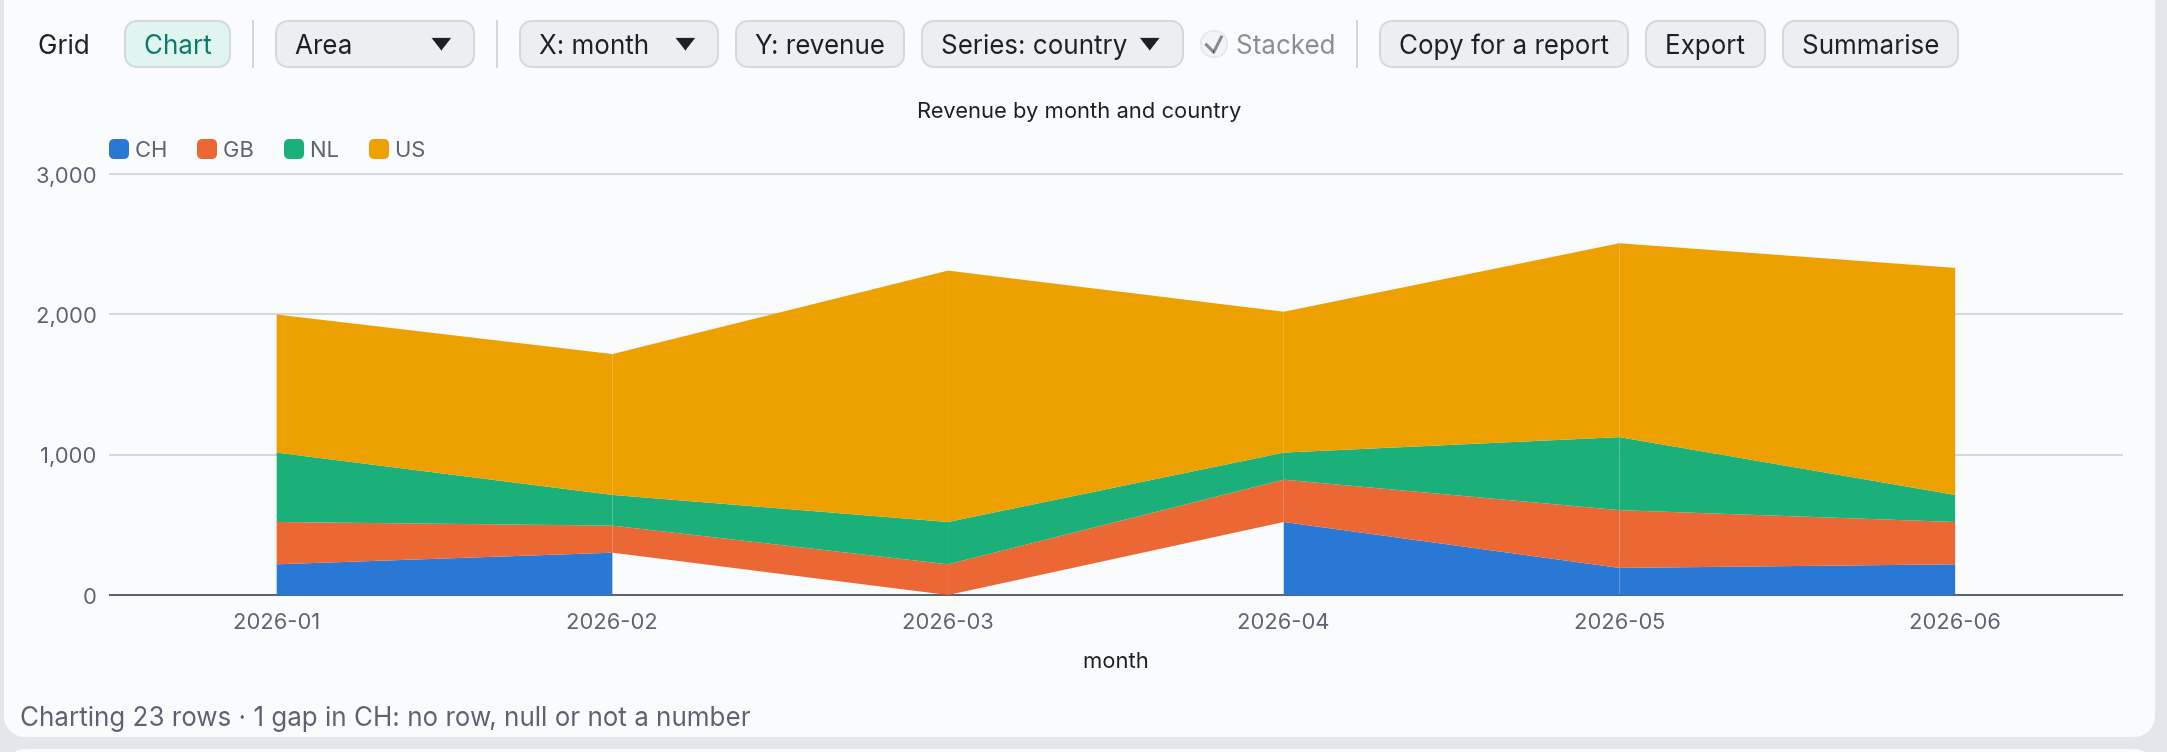 Grid Chart Area X: month Y: revenue Series: country Stacked Copy for a report Export Summarise
Revenue by month and country
CH GB NL US
3,000
2,000
1,000
0
2026-01 2026-02 2026-03 2026-04 2026-05 2026-06
month
Charting 23 rows · 1 gap in CH: no row, null or not a number